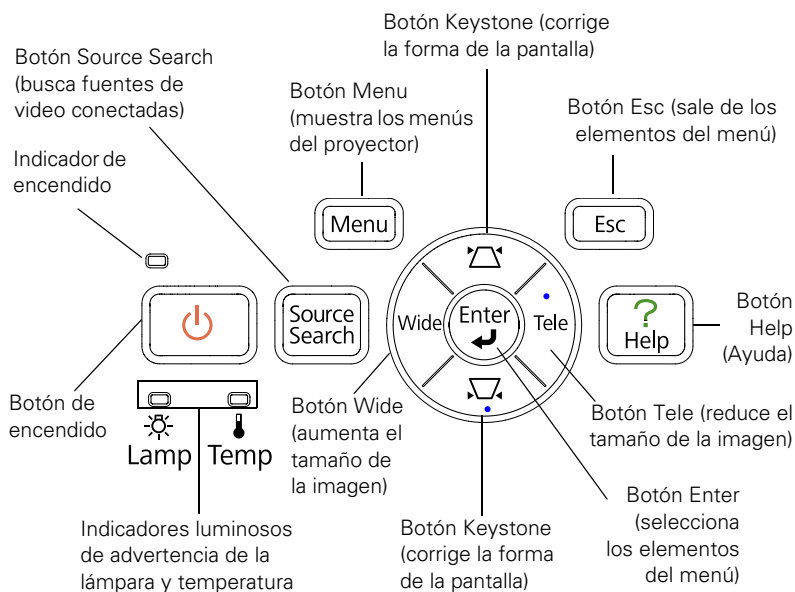 Botón Keystone (corrige
la forma de la pantalla)
Botón Source Search
(busca fuentes de
video conectadas)
Botón Menu
(muestra los menús
del proyector)
Botón Esc (sale de los
elementos del menú)
Indicador de
encendido
Menu
Esc
Source
Search
Wide
Enter
Tele
?
Help
Botón
Help
(Ayuda)
Botón de
encendido
Lamp
Temp
Botón Wide
(aumenta el
tamaño de
la imagen)
Botón Tele (reduce el
tamaño de la imagen)
Indicadores luminosos
de advertencia de la
lámpara y temperatura
Botón Keystone
(corrige la forma
de la pantalla)
Botón Enter
(selecciona
los elementos
del menú)